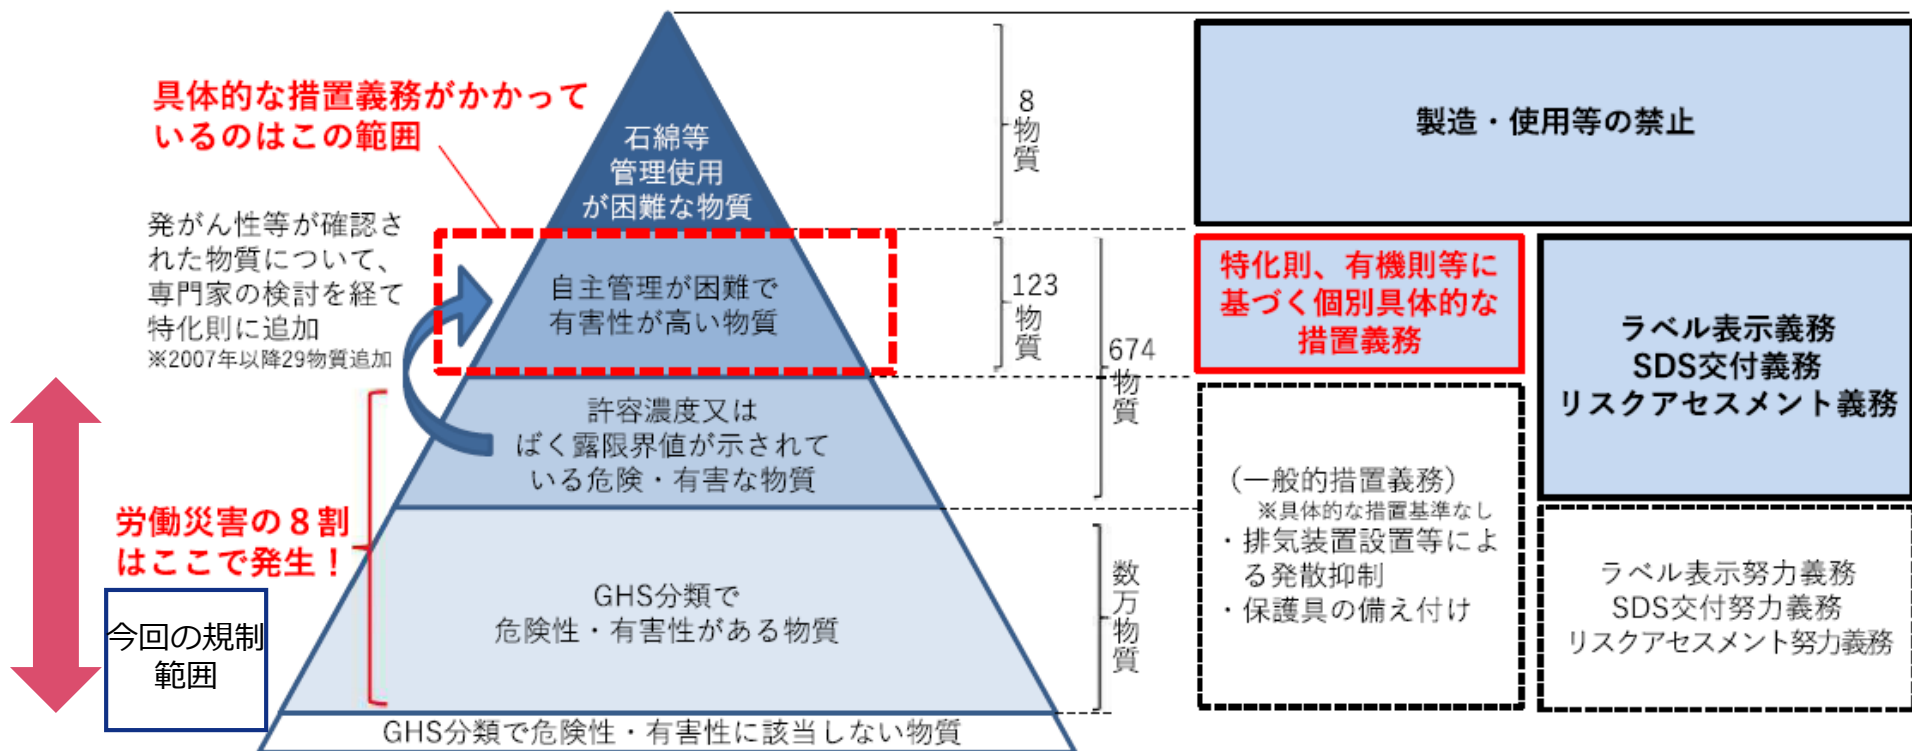 具体的な措置義務がかかって
いるのはこの範囲
発がん性等が確認さ
れた物質について、
専門家の検討を経て
特化則に追加
※2007年以降29物質追加
労働災害の８割
はここで発生！
今回の規制
範囲
石綿等
管理使用
が困難な物質
自主管理が困難で
有害性が高い物質
許容濃度又は
ばく露限界値が示されて
いる危険・有害な物質
GHS分類で
危険性・有害性がある物質
GHS分類で危険性・有害性に該当しない物質
8物質
123物質
674物質
数万物質
製造・使用等の禁止
特化則、有機則等に
基づく個別具体的な
措置義務
ラベル表示義務
SDS交付義務
リスクアセスメント義務
（一般的措置義務）
※具体的な措置基準なし
・排気装置設置等によ
る発散抑制
・保護具の備え付け
ラベル表示努力義務
SDS交付努力義務
リスクアセスメント努力義務